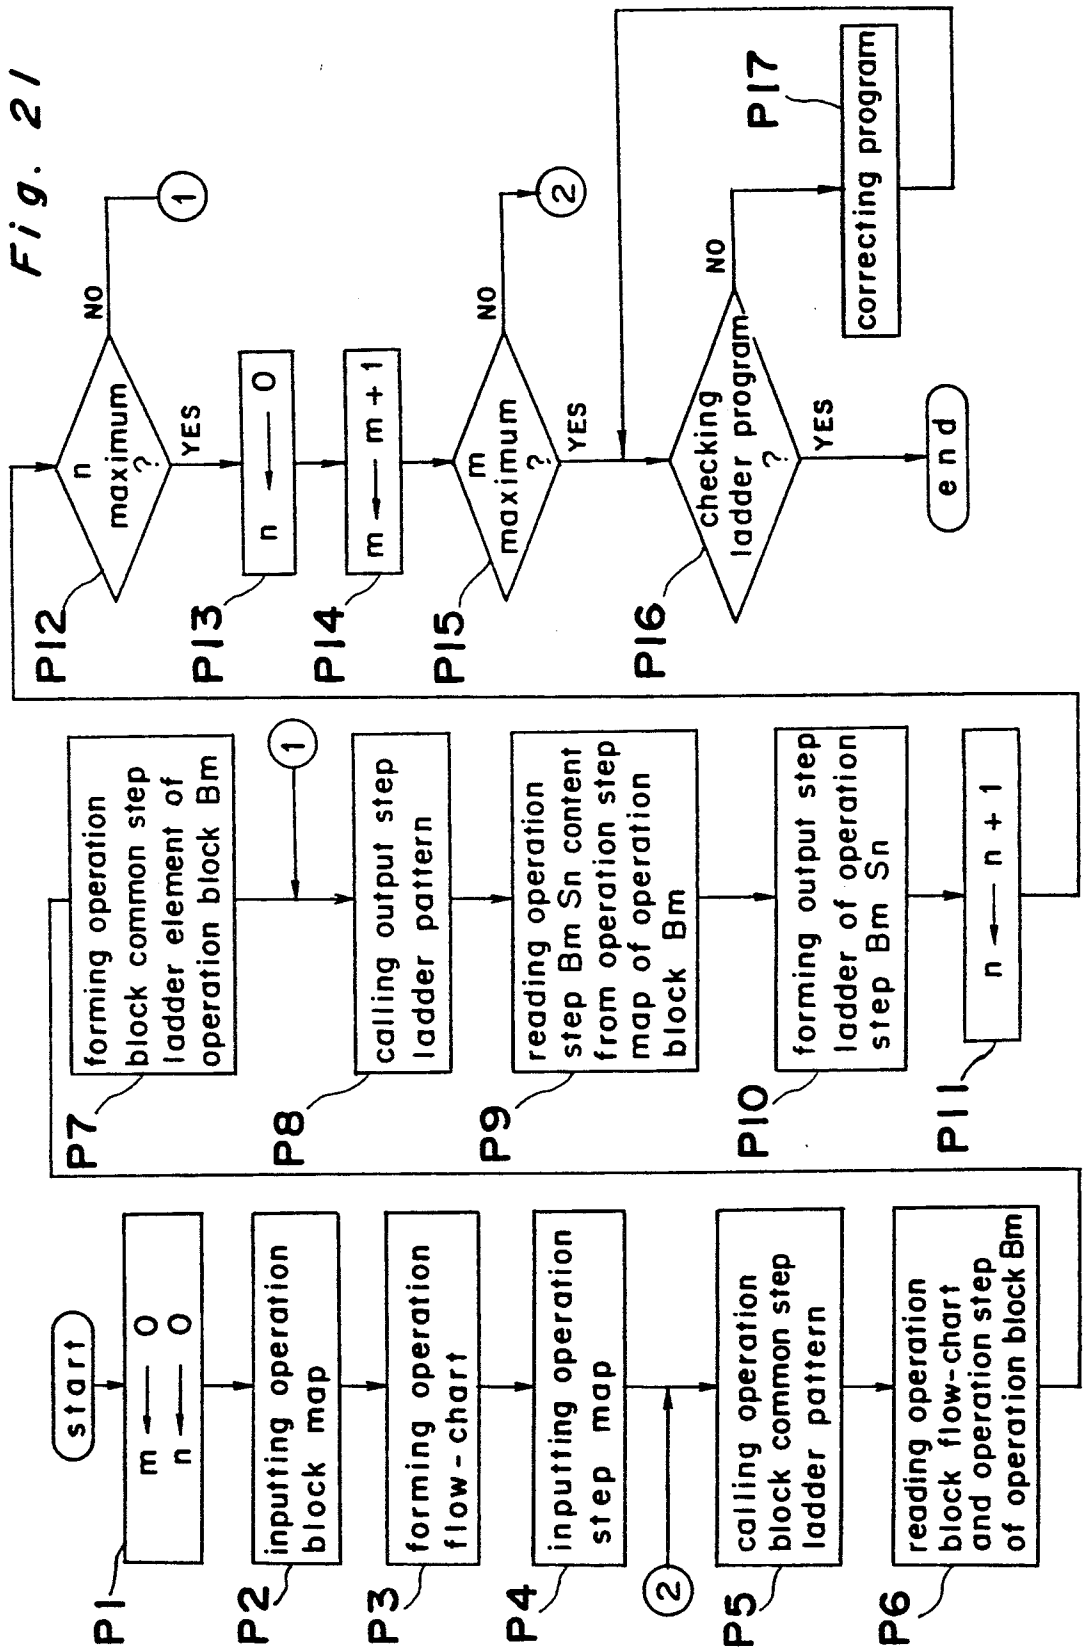 Fig. 21
start
P1
m ← 0
n ← 0
P2
inputting operation
block map
P3
forming operation
flow-chart
P4
inputting operation
step map
2
P5
calling operation
block common step
ladder pattern
P6
reading operation
block flow-chart
and operation step
of operation block Bm
P7
forming operation
block common step
ladder element of
operation block Bm
1
P8
calling output step
ladder pattern
P9
reading operation
step Bm Sn content
from operation step
map of operation
block Bm
P10
forming output step
ladder of operation
step Bm Sn
P11
n ← n + 1
P12
n
maximum
?
NO
1
YES
P13
n ← 0
P14
m ← m + 1
P15
m
maximum
?
NO
2
YES
P16
checking
ladder program
?
NO
P17
correcting program
YES
end